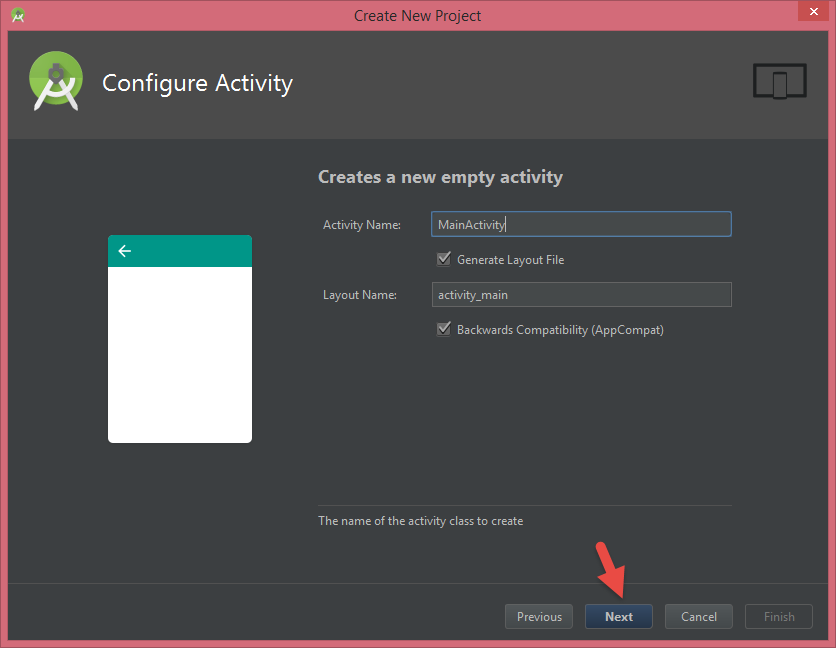 Create New Project
Configure Activity
Creates a new empty activity
Activity Name: MainActivity
Generate Layout File
Layout Name: activity_main
Backwards Compatibility (AppCompat)
The name of the activity class to create
Previous Next Cancel Finish